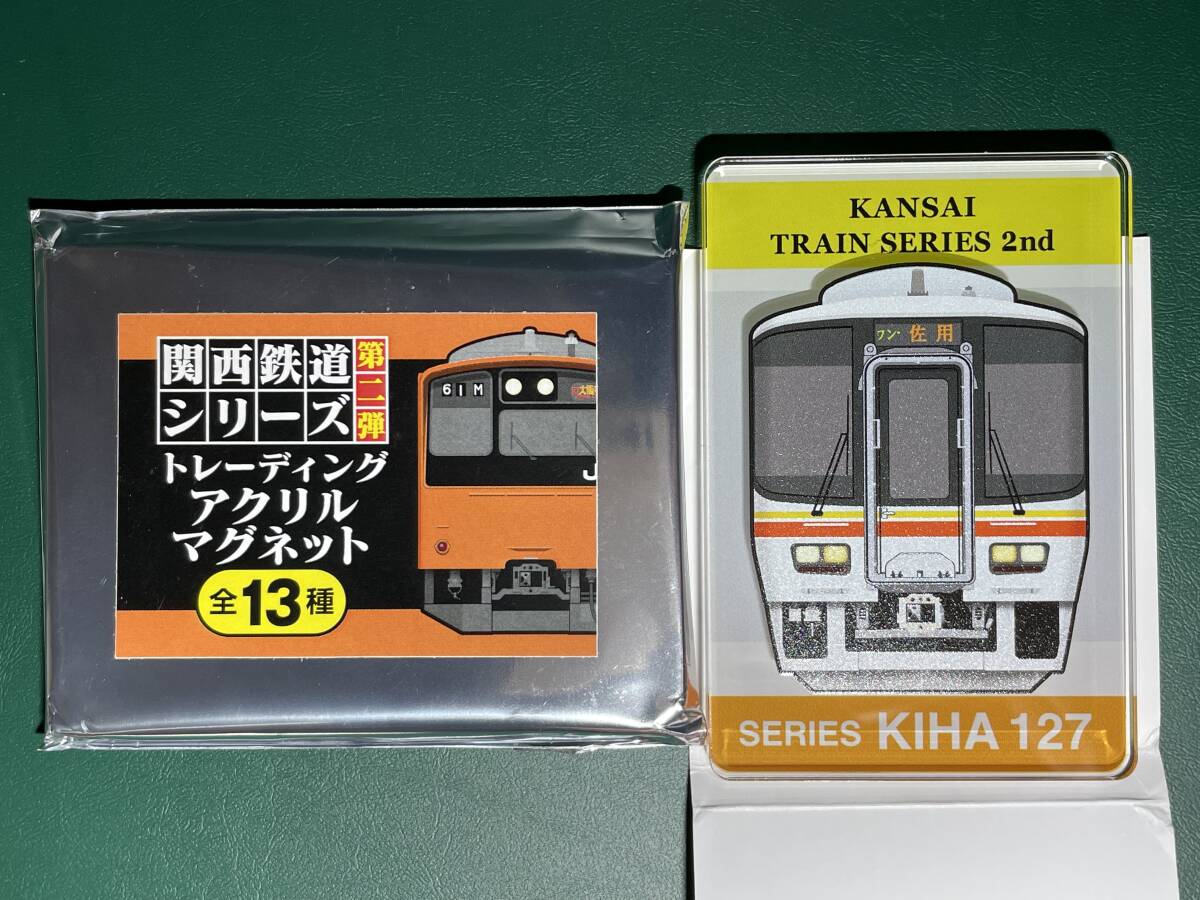 関西鉄道
シリーズ
第二弾
トレーディング
アクリル
マグネット
全13種
61M
J
KANSAI
TRAIN SERIES 2nd
ワン・佐用
SERIES KIHA 127